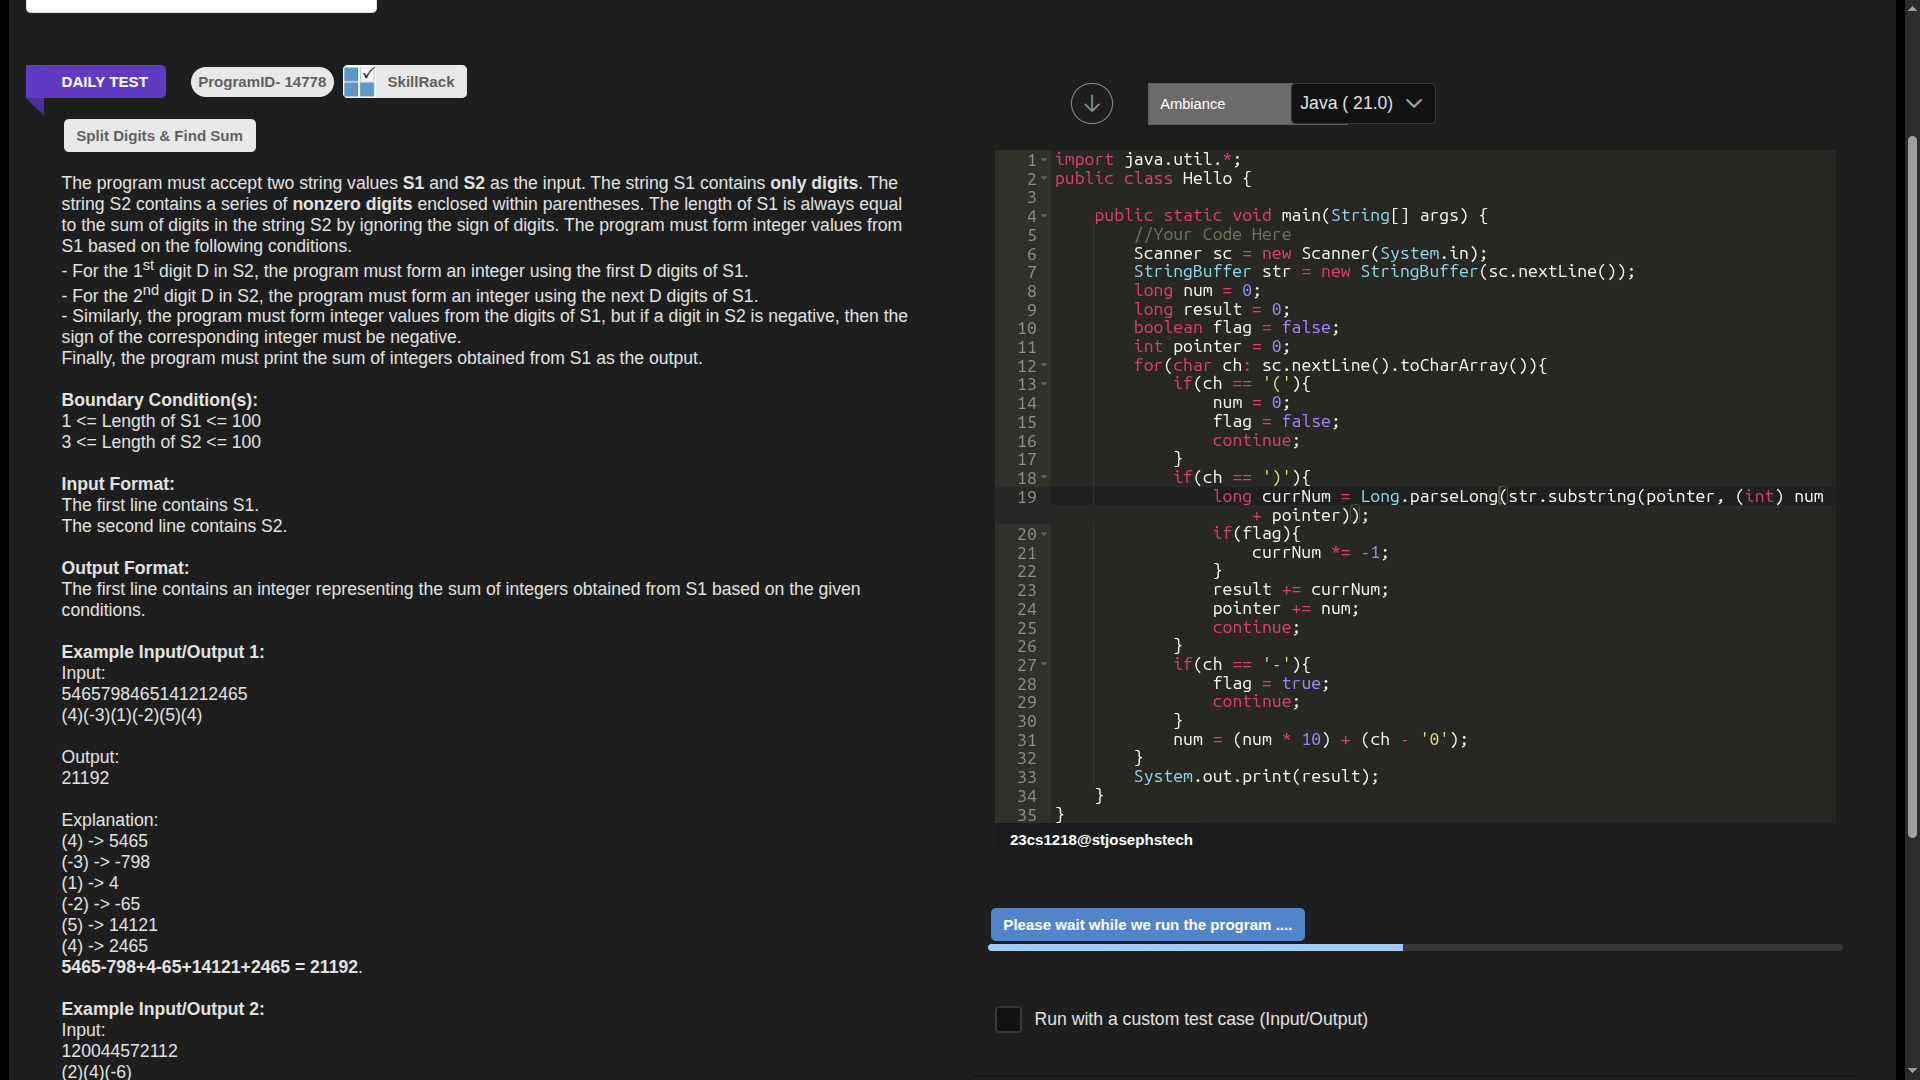 DAILY TEST
ProgramID- 14778
SkillRack
Split Digits & Find Sum
The program must accept two string values S1 and S2 as the input. The string S1 contains only digits. The
string S2 contains a series of nonzero digits enclosed within parentheses. The length of S1 is always equal
to the sum of digits in the string S2 by ignoring the sign of digits. The program must form integer values from
S1 based on the following conditions.
- For the 1st digit D in S2, the program must form an integer using the first D digits of S1.
- For the 2nd digit D in S2, the program must form an integer using the next D digits of S1.
- Similarly, the program must form integer values from the digits of S1, but if a digit in S2 is negative, then the
sign of the corresponding integer must be negative.
Finally, the program must print the sum of integers obtained from S1 as the output.
Boundary Condition(s):
1 <= Length of S1 <= 100
3 <= Length of S2 <= 100
Input Format:
The first line contains S1.
The second line contains S2.
Output Format:
The first line contains an integer representing the sum of integers obtained from S1 based on the given
conditions.
Example Input/Output 1:
Input:
5465798465141212465
(4)(-3)(1)(-2)(5)(4)
Output:
21192
Explanation:
(4) -> 5465
(-3) -> -798
(1) -> 4
(-2) -> -65
(5) -> 14121
(4) -> 2465
5465-798+4-65+14121+2465 = 21192.
Example Input/Output 2:
Input:
120044572112
(2)(4)(-6)
Ambiance
Java ( 21.0)
1 import java.util.*;
2 public class Hello {
3
4     public static void main(String[] args) {
5         //Your Code Here
6         Scanner sc = new Scanner(System.in);
7         StringBuffer str = new StringBuffer(sc.nextLine());
8         long num = 0;
9         long result = 0;
10         boolean flag = false;
11         int pointer = 0;
12         for(char ch: sc.nextLine().toCharArray()){
13             if(ch == '('){
14                 num = 0;
15                 flag = false;
16                 continue;
17             }
18             if(ch == ')'){
19                 long currNum = Long.parseLong(str.substring(pointer, (int) num
+ pointer));
20                 if(flag){
21                     currNum *= -1;
22                 }
23                 result += currNum;
24                 pointer += num;
25                 continue;
26             }
27             if(ch == '-'){
28                 flag = true;
29                 continue;
30             }
31             num = (num * 10) + (ch - '0');
32         }
33         System.out.print(result);
34     }
35 }
23cs1218@stjosephstech
Please wait while we run the program ....
Run with a custom test case (Input/Output)